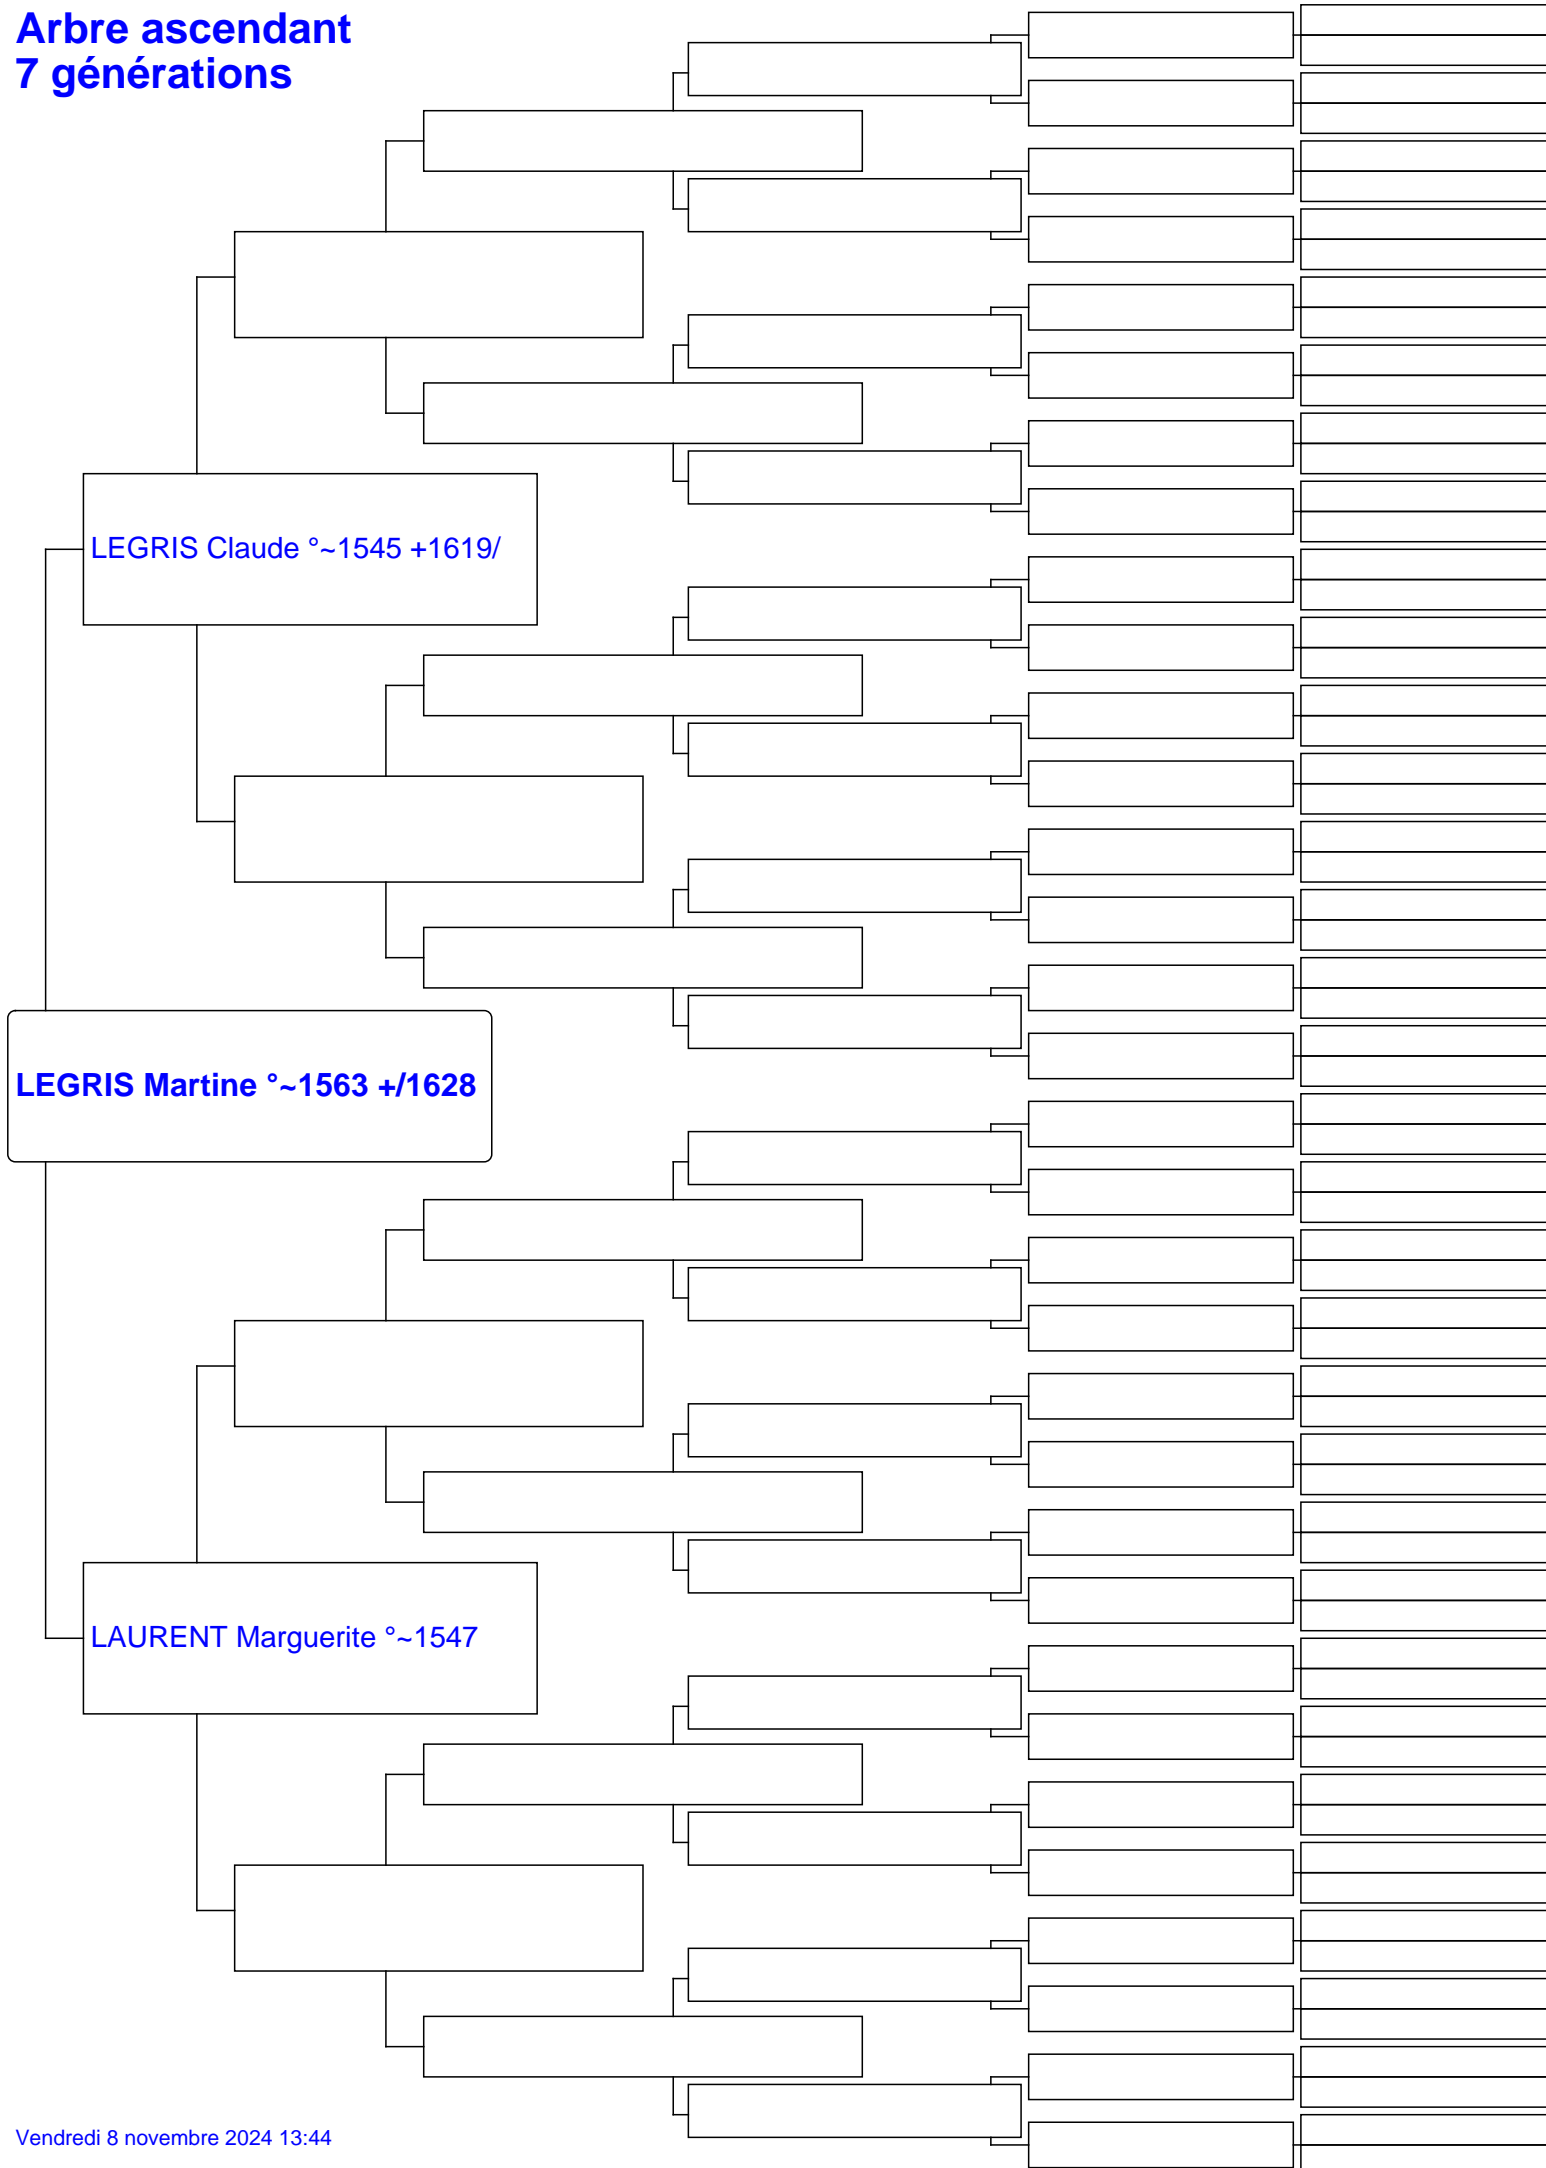 Arbre ascendant
7 générations
LEGRIS Claude °~1545 +1619/
LEGRIS Martine °~1563 +/1628
LAURENT Marguerite °~1547
Vendredi 8 novembre 2024 13:44